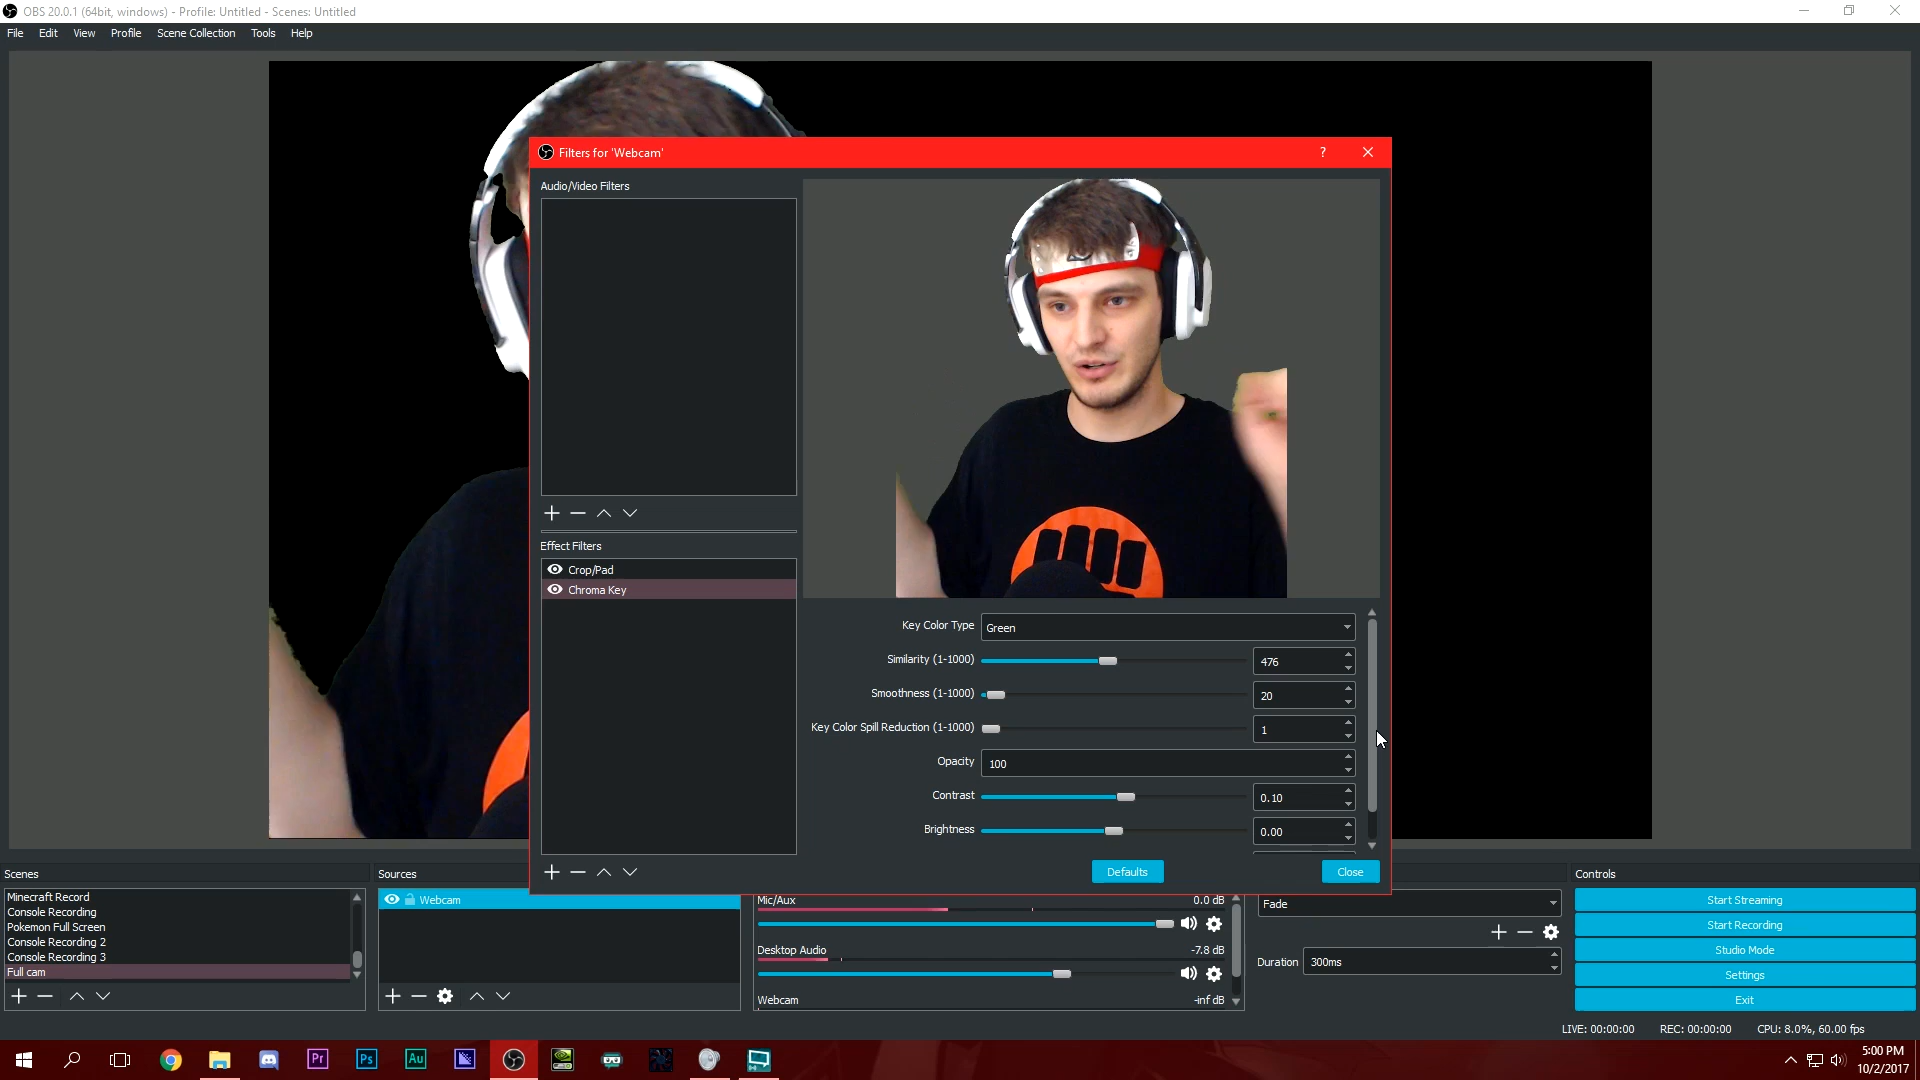 OBS 20.0.1 (64bit, windows) - Profile: Untitled - Scenes: Untitled
File Edit View Profile Scene Collection Tools Help
Filters for 'Webcam'
?
Audio/Video Filters
Effect Filters
Crop/Pad
Chroma Key
Key Color Type Green
Similarity (1-1000) 476
Smoothness (1-1000) 20
Key Color Spill Reduction (1-1000) 1
Opacity 100
Contrast 0.10
Brightness 0.00
Defaults Close
Scenes
Minecraft Record
Console Recording
Pokemon Full Screen
Console Recording 2
Console Recording 3
Full cam
Sources
Webcam
Mic/Aux 0.0 dB
Desktop Audio -7.8 dB
Webcam -inf dB
Fade
Duration 300ms
Controls
Start Streaming
Start Recording
Studio Mode
Settings
Exit
LIVE: 00:00:00 REC: 00:00:00 CPU: 8.0%, 60.00 fps
Pr Ps Au
5:00 PM
10/2/2017